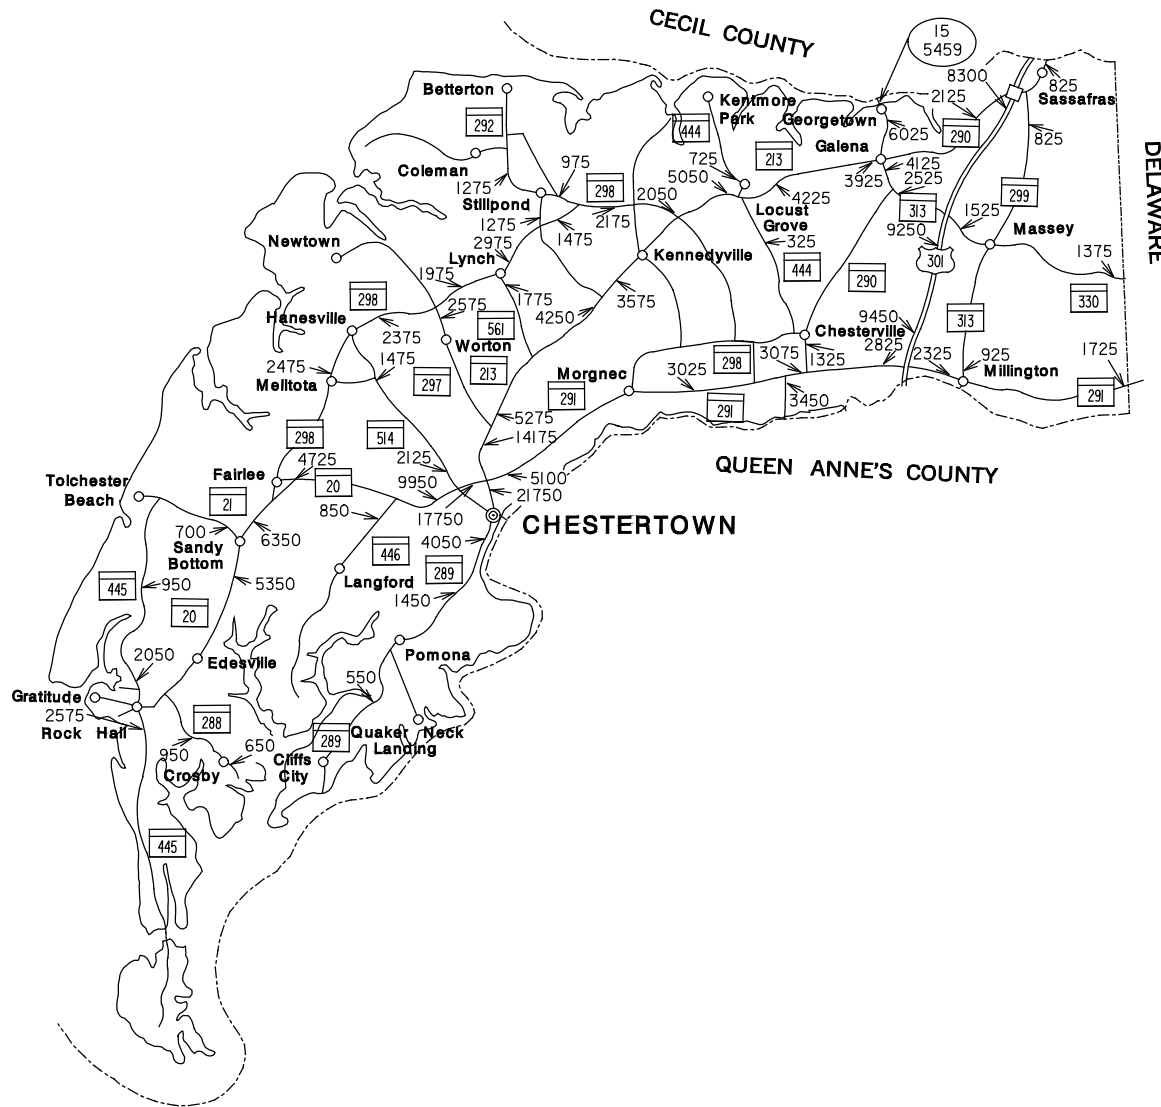 CECIL COUNTY
15
5459
8300
825
Sassafras
Betterton
292
Kentmore
Park
444
Georgetown
2125
6025
290
825
DELAWARE
Coleman
1275
975
298
725
5050
213
Galena
3925
4125
2525
Stillpond
1275
2050
2175
4225
Locust
Grove
313
299
1525
Massey
9250
Newtown
2975
Lynch
1475
Kennedyville
325
444
301
1375
330
290
1975
298
2575
1775
4250
3575
Hanesville
2375
561
Worton
213
Chesterville
9450
2825
313
2475
Melitota
1475
297
Morgnec
298
3075
1325
2325
925
Millington
1725
291
3025
291
291
3450
298
514
5275
14175
4725
2125
QUEEN ANNE'S COUNTY
Tolchester
Beach
Fairlee
20
9950
5100
21750
21
850
17750
CHESTERTOWN
700
Sandy
Bottom
6350
446
4050
289
445
950
5350
Langford
1450
20
2050
Edesville
Pomona
Gratitude
2575
Rock Hall
550
288
289
Quaker Neck
Landing
950
650
Crosby
Cliffs
City
445